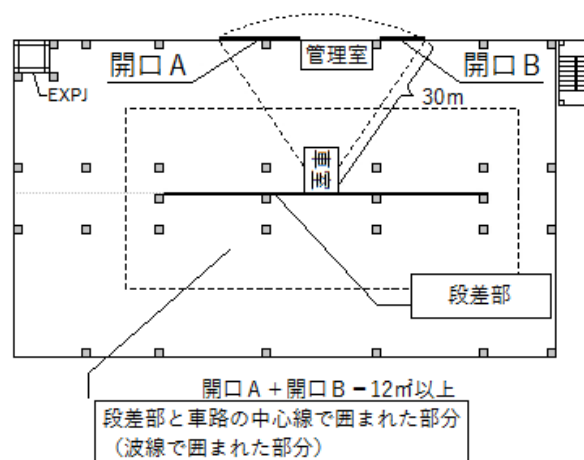 開口A
管理室
開口B
EXPJ
30m
車室
段差部
開口A+開口B-12㎡以上
段差部と車路の中心線で囲まれた部分
(波線で囲まれた部分)